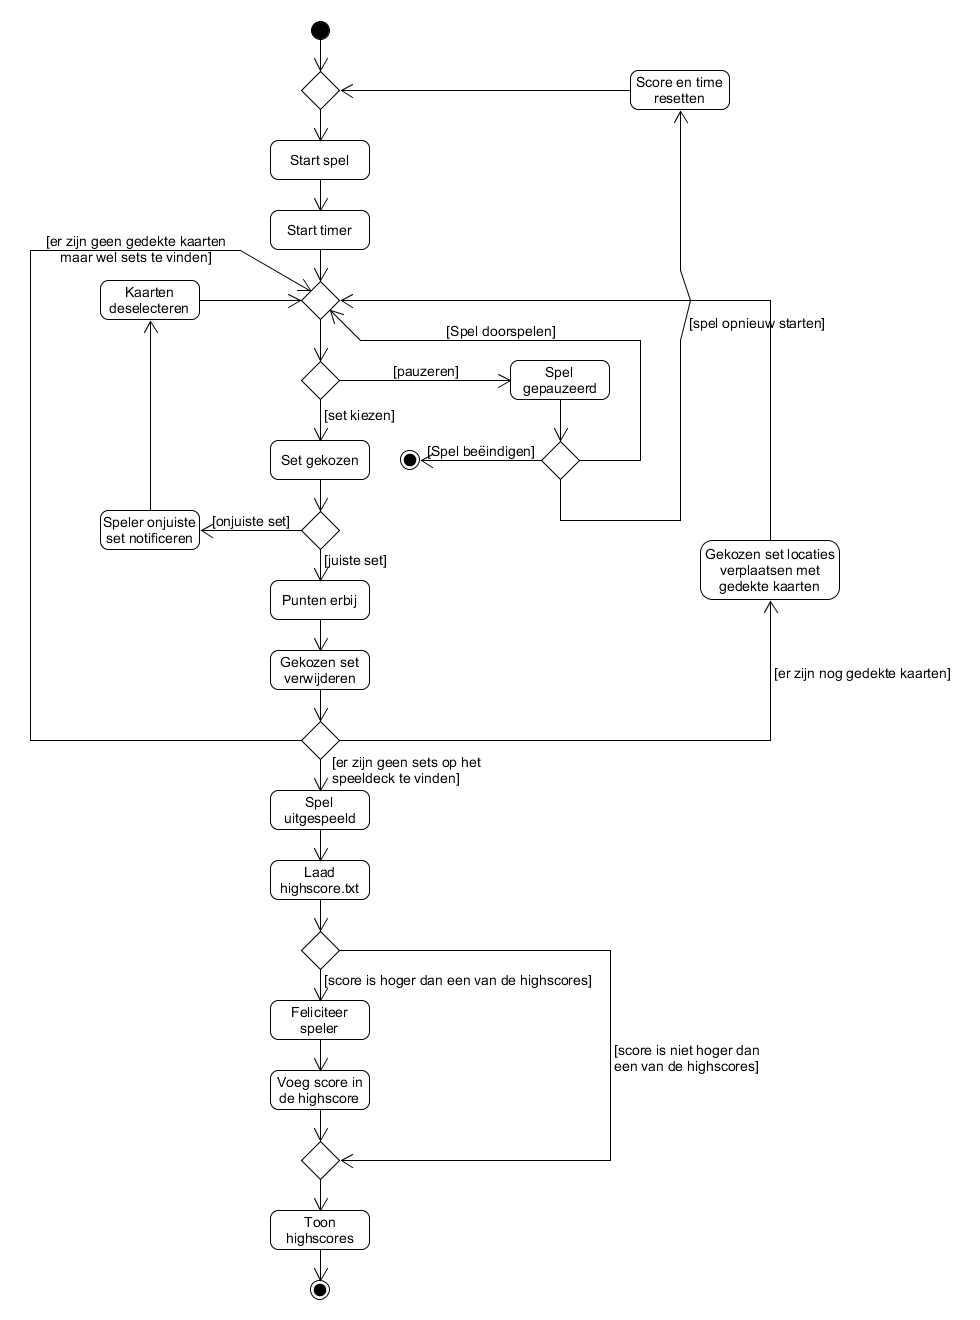 Score en time
resetten
Start spel
Start timer
[er zijn geen gedekte kaarten
maar wel sets te vinden]
Kaarten
deselecteren
[spel opnieuw starten]
[Spel doorspelen]
[pauzeren]
Spel
gepauzeerd
[set kiezen]
Set gekozen
[Spel beëindigen]
Speler onjuiste
set notificeren
[onjuiste set]
[juiste set]
Gekozen set locaties
verplaatsen met
gedekte kaarten
Punten erbij
Gekozen set
verwijderen
[er zijn nog gedekte kaarten]
[er zijn geen sets op het
speeldeck te vinden]
Spel
uitgespeeld
Laad
highscore.txt
[score is hoger dan een van de highscores]
Feliciteer
speler
[score is niet hoger dan
een van de highscores]
Voeg score in
de highscore
Toon
highscores